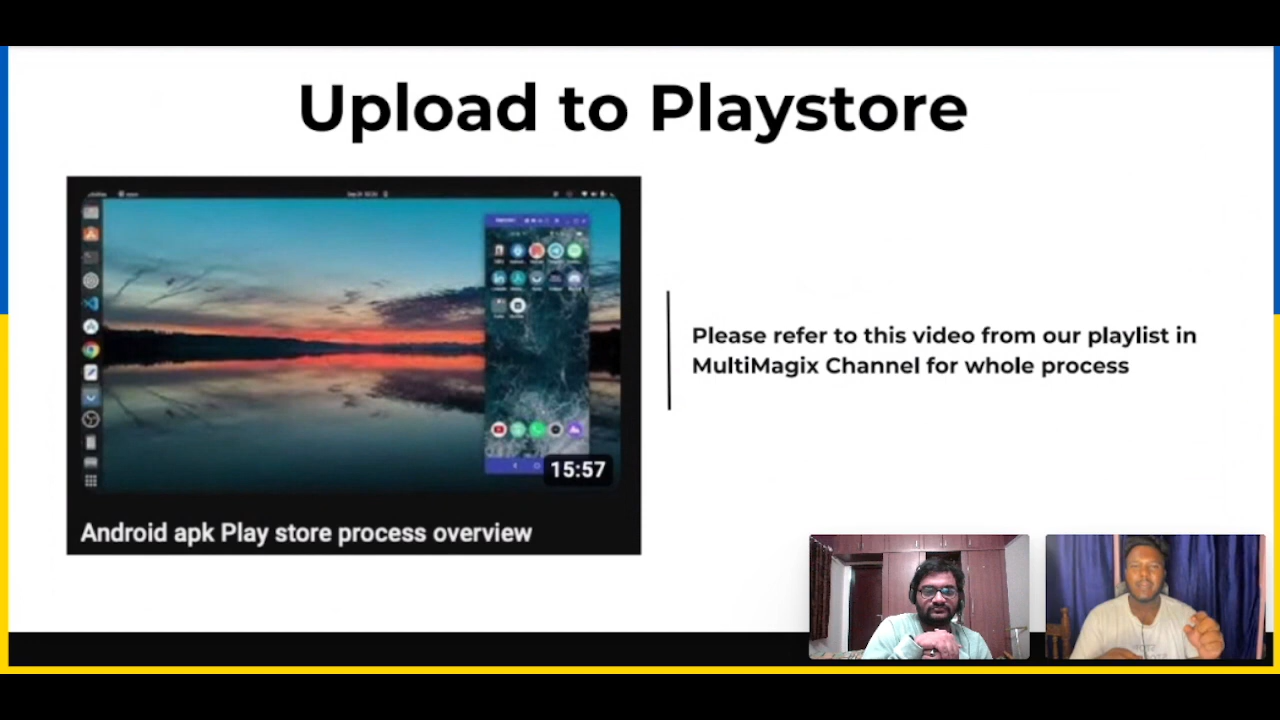 Upload to Playstore
15:57
Android apk Play store process overview
Please refer to this video from our playlist in
MultiMagix Channel for whole process